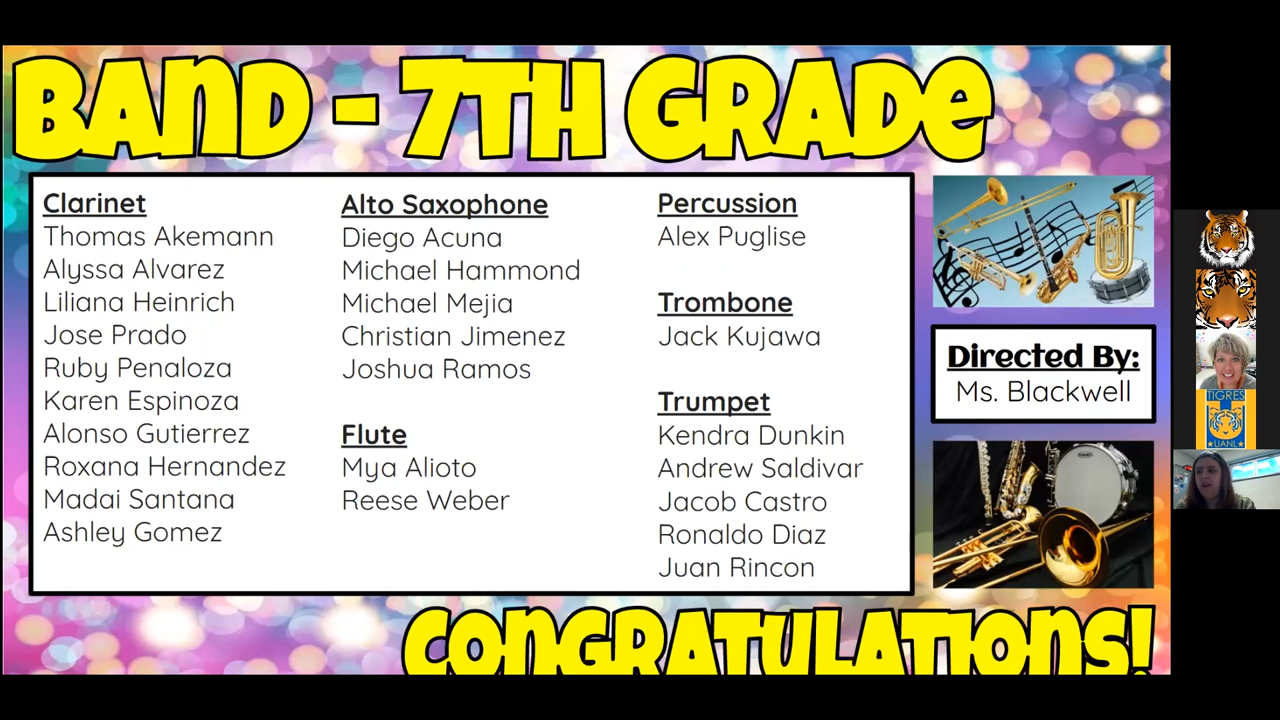 Band - 7th Grade
Clarinet
Thomas Akemann
Alyssa Alvarez
Liliana Heinrich
Jose Prado
Ruby Penaloza
Karen Espinoza
Alonso Gutierrez
Roxana Hernandez
Madai Santana
Ashley Gomez
Alto Saxophone
Diego Acuna
Michael Hammond
Michael Mejia
Christian Jimenez
Joshua Ramos
Flute
Mya Alioto
Reese Weber
Percussion
Alex Puglise
Trombone
Jack Kujawa
Trumpet
Kendra Dunkin
Andrew Saldivar
Jacob Castro
Ronaldo Diaz
Juan Rincon
Directed By:
Ms. Blackwell
Congratulations!
TIGRES
UANL